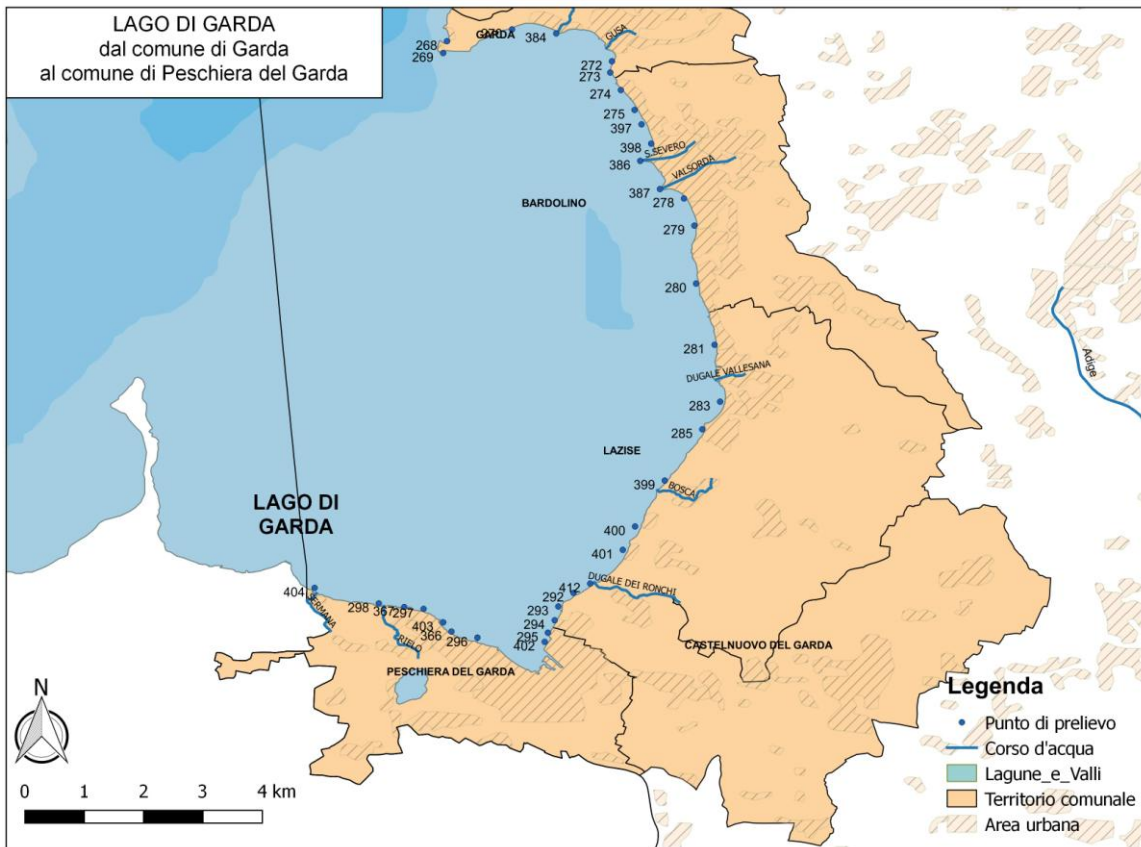 LAGO DI GARDA
dal comune di Garda
al comune di Peschiera del Garda
268
269
270
GARDA
384
GUSA
272
273
274
275
397
398
S.SEVERO
386
VALSORDA
387
278
BARDOLINO
279
280
281
DUGALE VALLESANA
283
285
LAZISE
399
BOSCA
400
401
Adige
LAGO DI
GARDA
DUGALE DEI RONCHI
412
292
293
294
295
402
404
298
367
297
403
366
296
RIELO
PESCHIERA DEL GARDA
CASTELNUOVO DEL GARDA
N
0 1 2 3 4 km
Legenda
Punto di prelievo
Corso d'acqua
Lagune_e_Valli
Territorio comunale
Area urbana